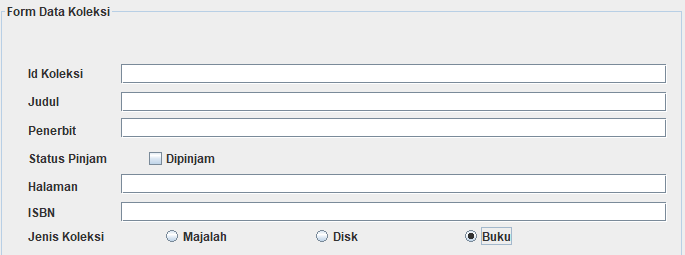 Form Data Koleksi
Id Koleksi
Judul
Penerbit
Status Pinjam Dipinjam
Halaman
ISBN
Jenis Koleksi Majalah Disk Buku